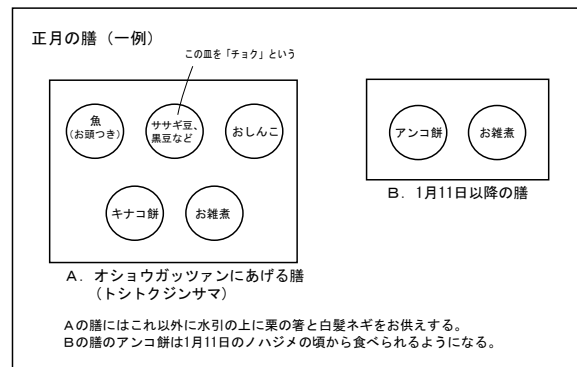 正月の膳（一例）
この皿を「チョク」という
魚
（お頭つき）
ササギ豆、
黒豆など
おしんこ
キナコ餅
お雑煮
A．オショウガッツァンにあげる膳
（トシトクジンサマ）
アンコ餅
お雑煮
B．1月11日以降の膳
Aの膳にはこれ以外に水引の上に栗の箸と白髪ネギをお供えする。
Bの膳のアンコ餅は1月11日のノハジメの頃から食べられるようになる。